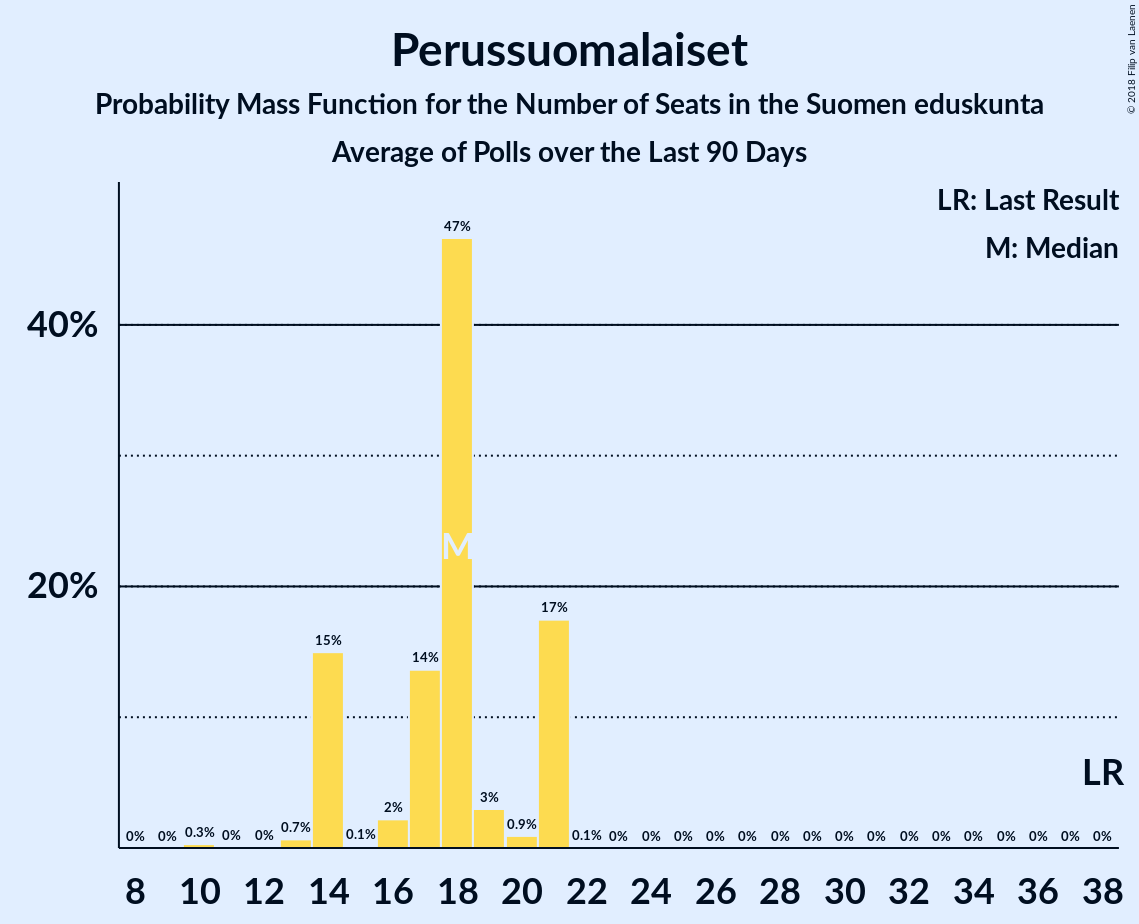 Perussuomalaiset
Probability Mass Function for the Number of Seats in the Suomen eduskunta
Average of Polls over the Last 90 Days
© 2018 Filip van Laenen
LR: Last Result
M: Median
40%
20%
0% 0% 0.3% 0% 0% 0.7% 15% 0.1% 2% 14% 47% 3% 0.9% 17% 0.1% 0% 0% 0% 0% 0% 0% 0% 0% 0% 0% 0% 0% 0% 0% 0% 0%
M
LR
8 10 12 14 16 18 20 22 24 26 28 30 32 34 36 38